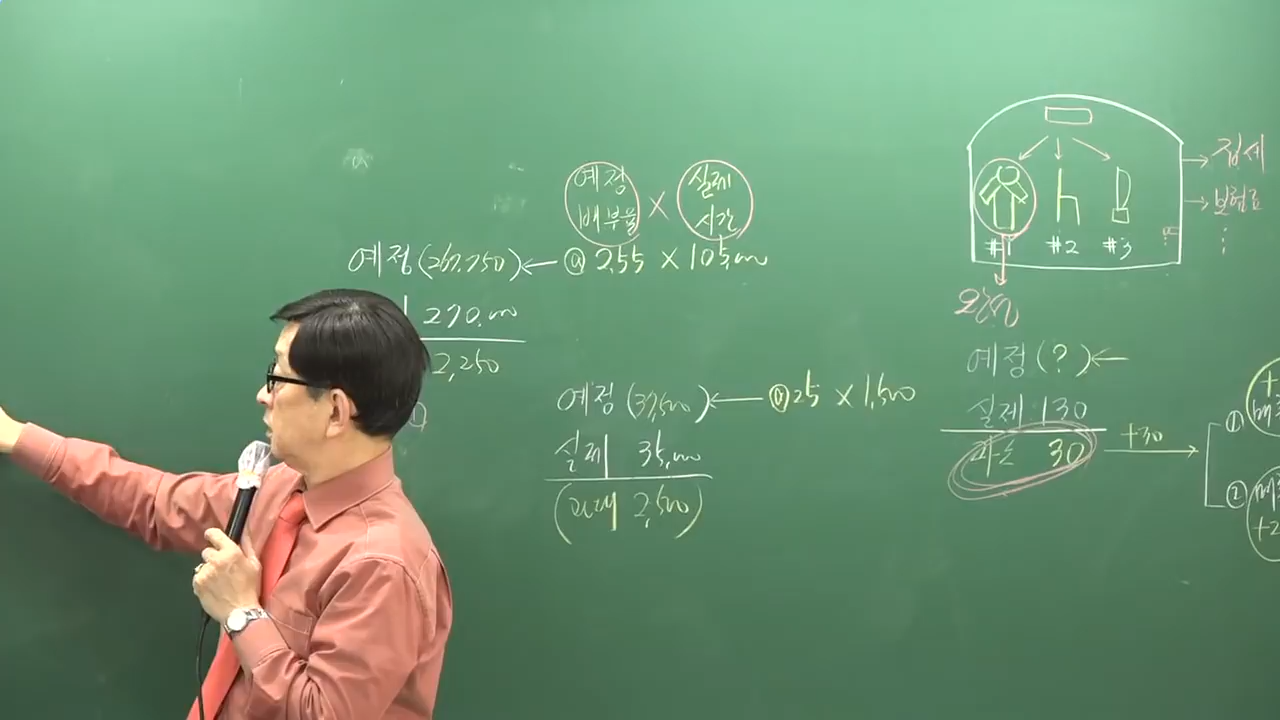 예정 배부율 × 실제 시간
예정(267,750) ← @ 2.55 × 105,000
270,000
2,250
예정(37,500) ← @ 25 × 1,500
실제 35,000
(과대 2,500)
→ 재산세
→ 보험료
⋮
#1 #2 #3
예정(?) ←
실제 130
과소 30
+30
①
②